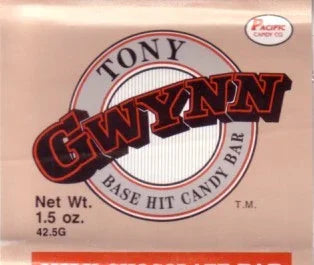 PACIFIC
CANDY CO.
TONY
GWYNN
BASE HIT CANDY BAR
Net Wt.
1.5 oz.
42.5G
T.M.